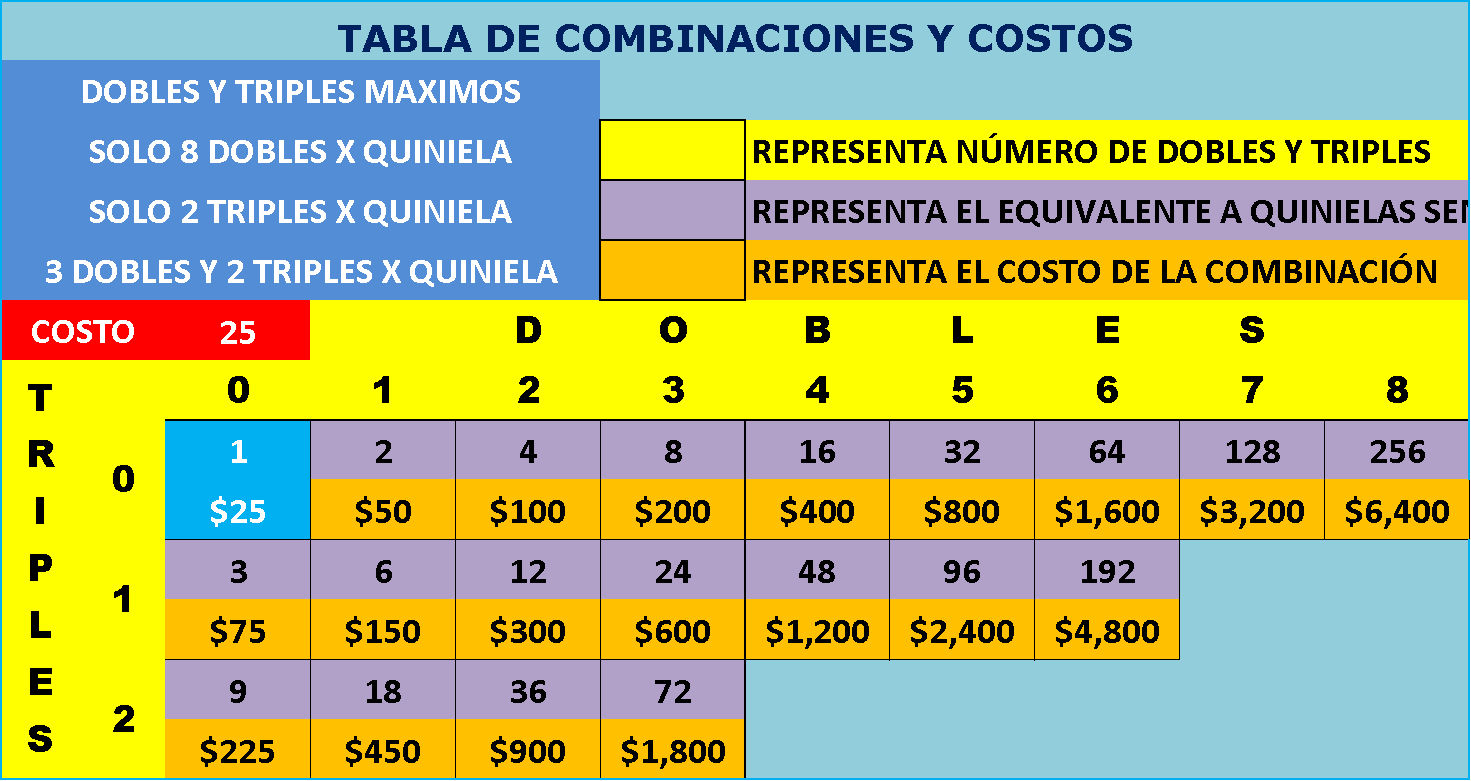 TABLA DE COMBINACIONES Y COSTOS
DOBLES Y TRIPLES MAXIMOS
SOLO 8 DOBLES X QUINIELA
REPRESENTA NÚMERO DE DOBLES Y TRIPLES
SOLO 2 TRIPLES X QUINIELA
REPRESENTA EL EQUIVALENTE A QUINIELAS SEN
3 DOBLES Y 2 TRIPLES X QUINIELA
REPRESENTA EL COSTO DE LA COMBINACIÓN
COSTO 25 D O B L E S
TRIPLES
0 1 2 3 4 5 6 7 8
0
1 2 4 8 16 32 64 128 256
$25 $50 $100 $200 $400 $800 $1,600 $3,200 $6,400
1
3 6 12 24 48 96 192
$75 $150 $300 $600 $1,200 $2,400 $4,800
2
9 18 36 72
$225 $450 $900 $1,800